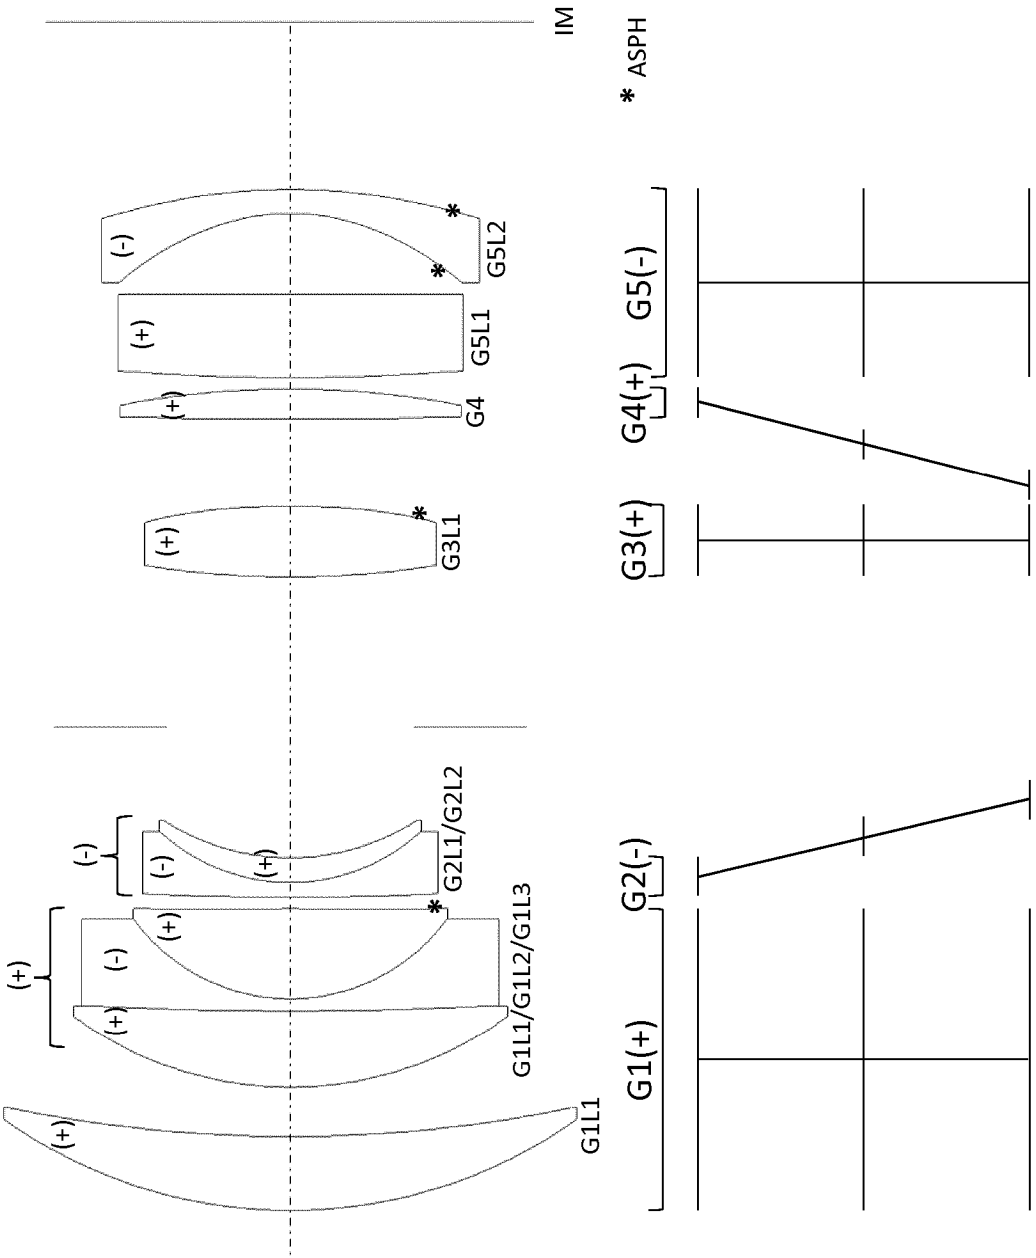 (+)
G1L1
(+)
(+)
(-)
(+)
*
G1L1/G1L2/G1L3
(-)
(-)
(+)
G2L1/G2L2
(+)
*
G3L1
(+)
G4
(+)
G5L1
(-)
*
*
G5L2
IM
G1(+)
G2(-)
G3(+)
G4(+)
G5(-)
* ASPH